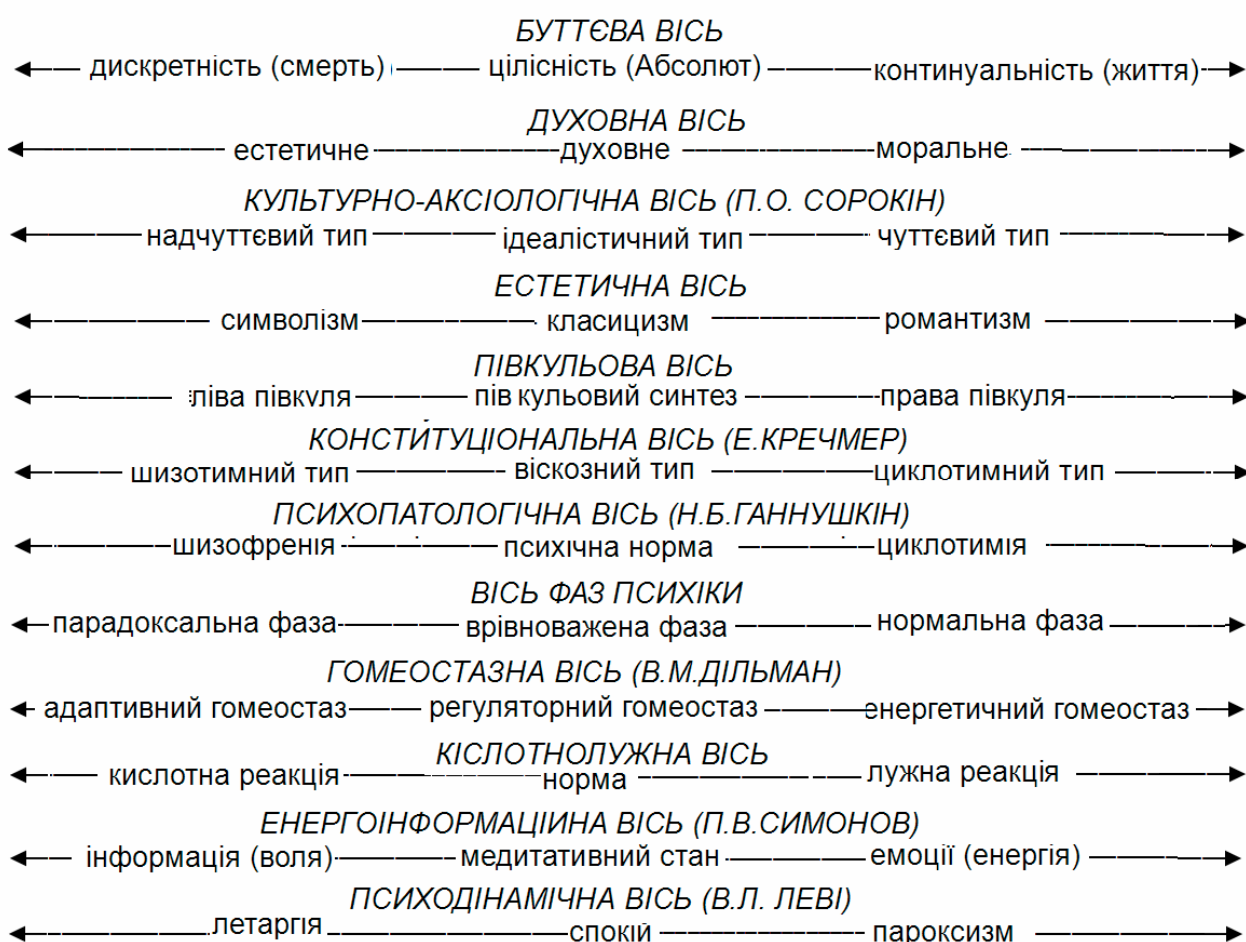 БУТТЄВА ВІСЬ
дискретність (смерть) цілісність (Абсолют) континуальність (життя)
ДУХОВНА ВІСЬ
естетичне духовне моральне
КУЛЬТУРНО-АКСІОЛОГІЧНА ВІСЬ (П.О. СОРОКІН)
надчуттєвий тип ідеалістичний тип чуттєвий тип
ЕСТЕТИЧНА ВІСЬ
символізм класицизм романтизм
ПІВКУЛЬОВА ВІСЬ
ліва півкуля пів кульовий синтез права півкуля
КОНСТИТУЦІОНАЛЬНА ВІСЬ (Е.КРЕЧМЕР)
шизотимний тип віскозний тип циклотимний тип
ПСИХОПАТОЛОГІЧНА ВІСЬ (Н.Б.ГАННУШКІН)
шизофренія психічна норма циклотимія
ВІСЬ ФАЗ ПСИХІКИ
парадоксальна фаза врівноважена фаза нормальна фаза
ГОМЕОСТАЗНА ВІСЬ (В.М.ДІЛЬМАН)
адаптивний гомеостаз регуляторний гомеостаз енергетичний гомеостаз
КІСЛОТНОЛУЖНА ВІСЬ
кислотна реакція норма лужна реакція
ЕНЕРГОІНФОРМАЦІИНА ВІСЬ (П.В.СИМОНОВ)
інформація (воля) медитативний стан емоції (енергія)
ПСИХОДІНАМІЧНА ВІСЬ (В.Л. ЛЕВІ)
летаргія спокій пароксизм